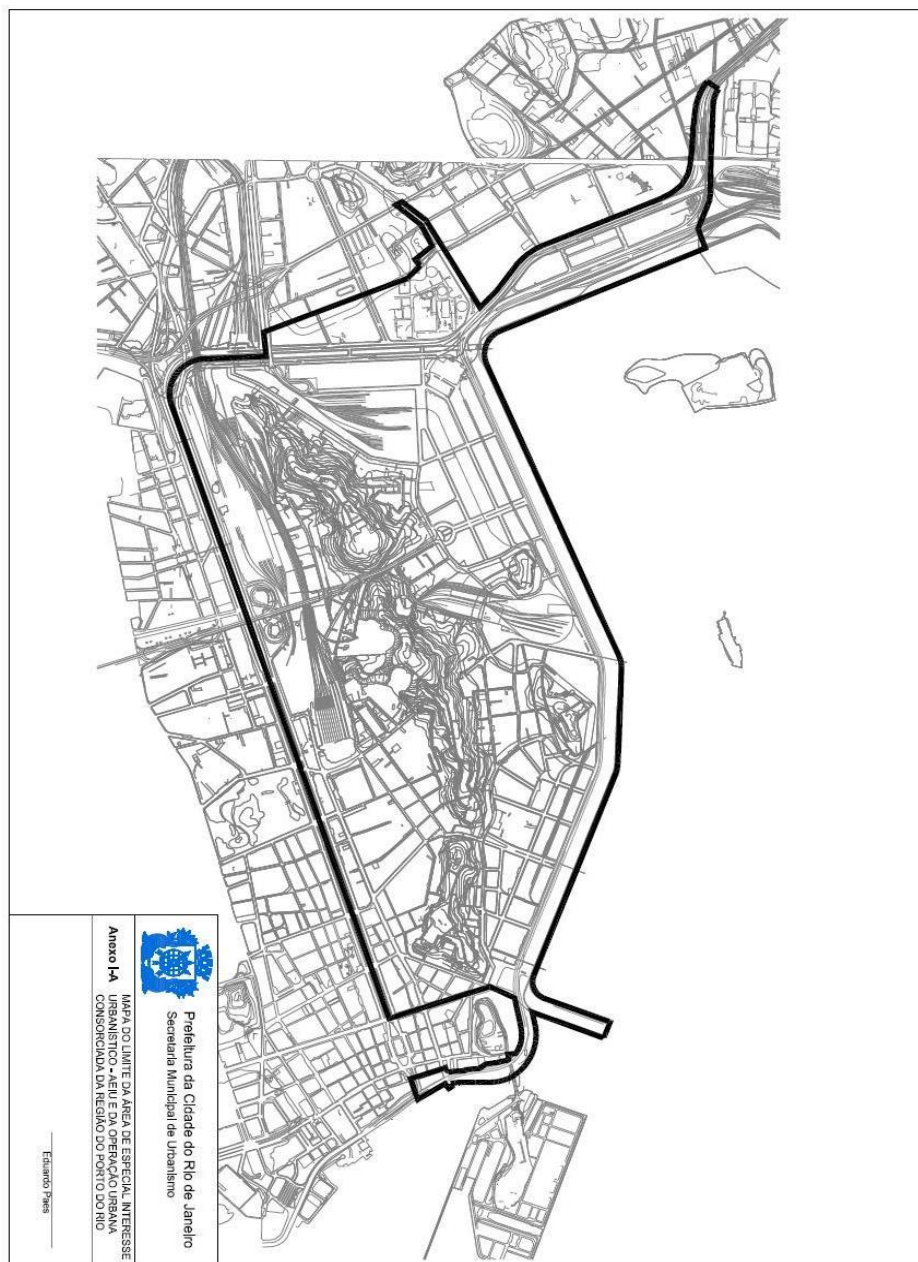 Prefeitura da Cidade do Rio de Janeiro
Secretaria Municipal de Urbanismo
Anexo I-A
MAPA DO LIMITE DA ÁREA DE ESPECIAL INTERESSE
URBANÍSTICO - AEIU E DA OPERAÇÃO URBANA
CONSORCIADA DA REGIÃO DO PORTO DO RIO
Eduardo Paes